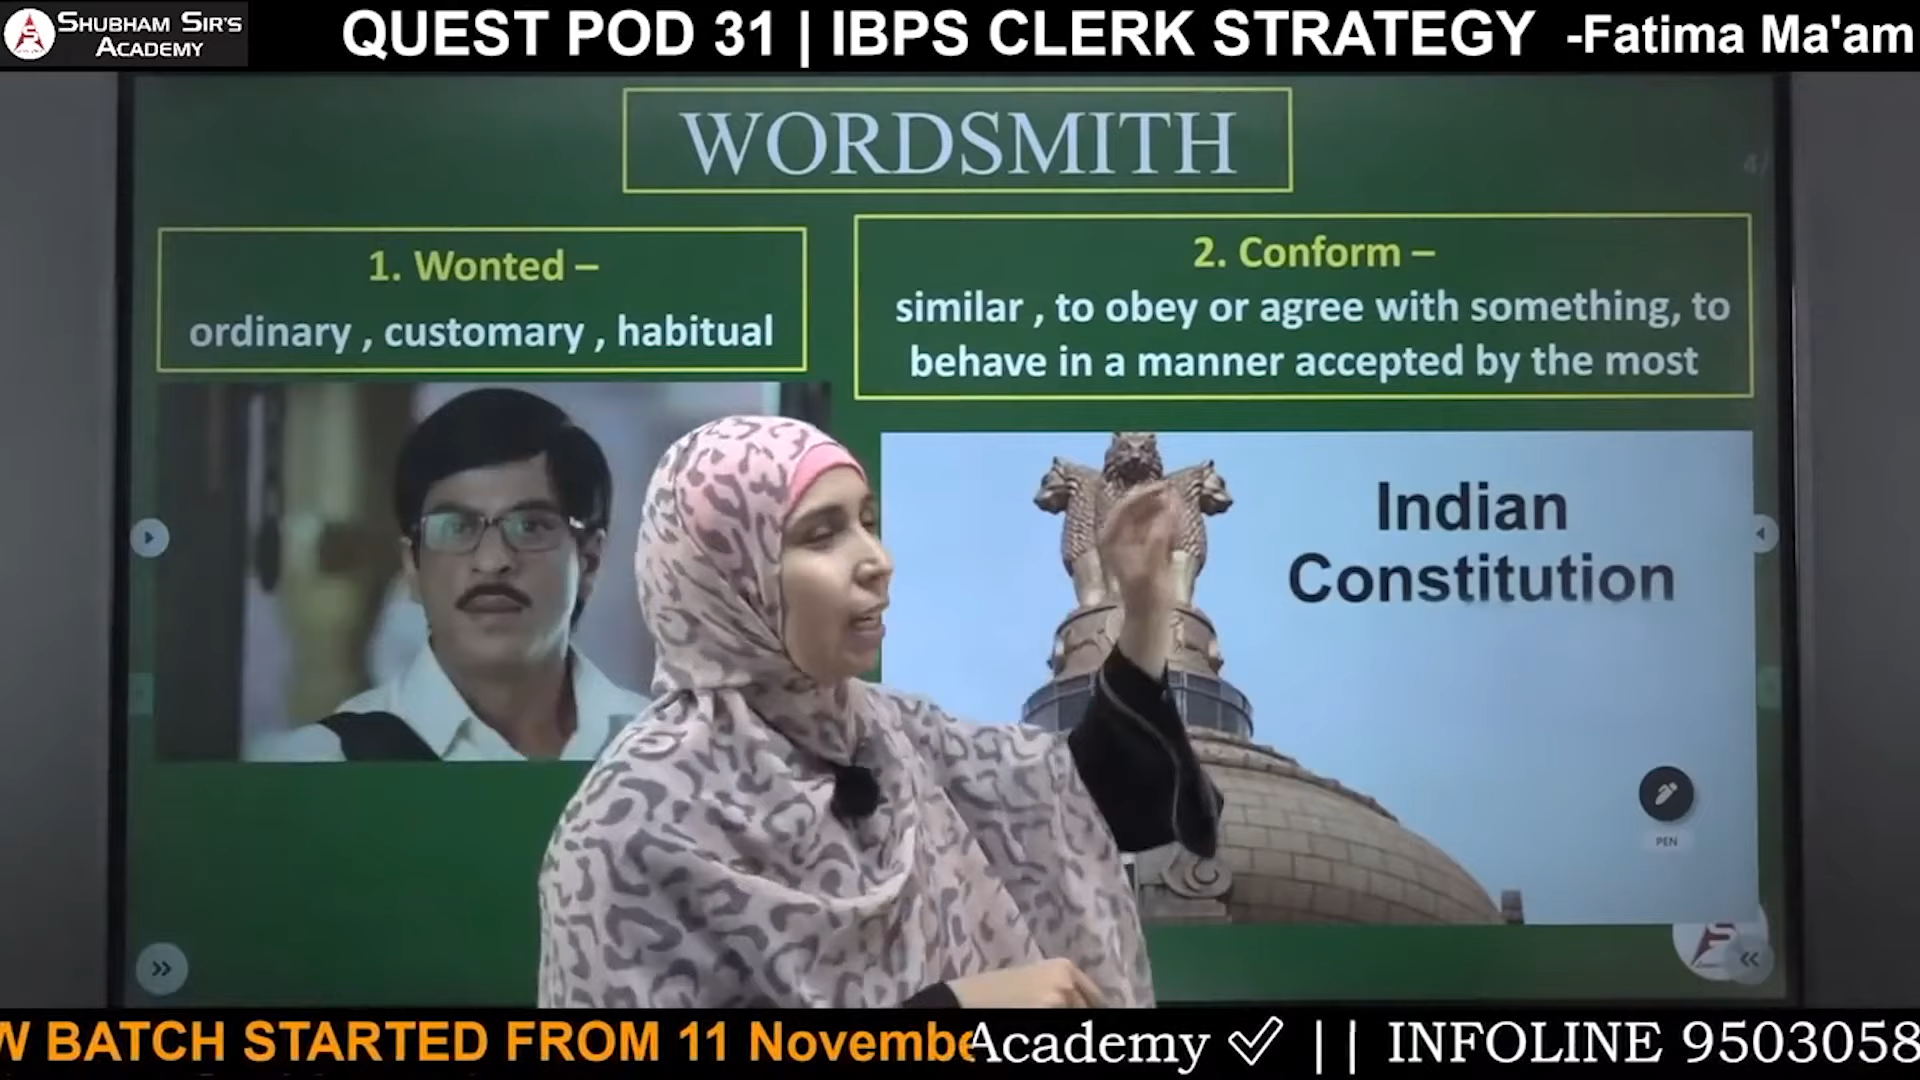 SHUBHAM SIR'S
ACADEMY
QUEST POD 31 | IBPS CLERK STRATEGY -Fatima Ma'am
WORDSMITH
1. Wonted –
ordinary , customary , habitual
2. Conform –
similar , to obey or agree with something, to
behave in a manner accepted by the most
Indian
Constitution
PEN
W BATCH STARTED FROM 11 Novembe
Academy ✓ || INFOLINE 9503058